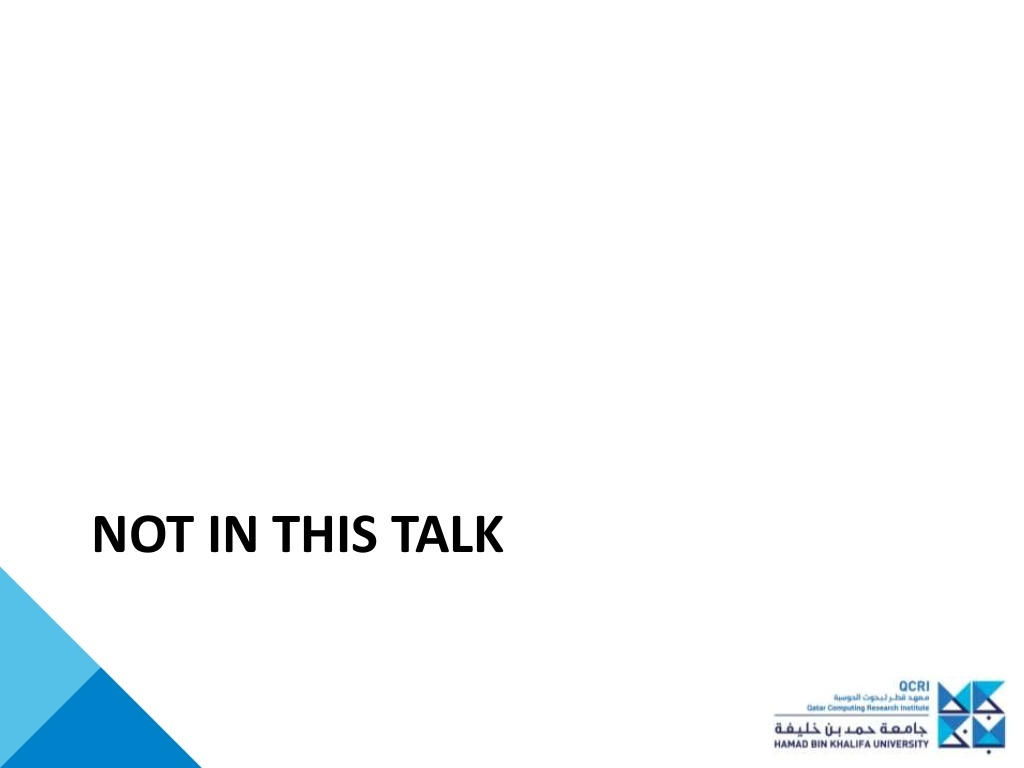 NOT IN THIS TALK
QCRI
معهد قطر لبحوث الحوسبة
Qatar Computing Research Institute
جامعة حمد بن خليفة
HAMAD BIN KHALIFA UNIVERSITY